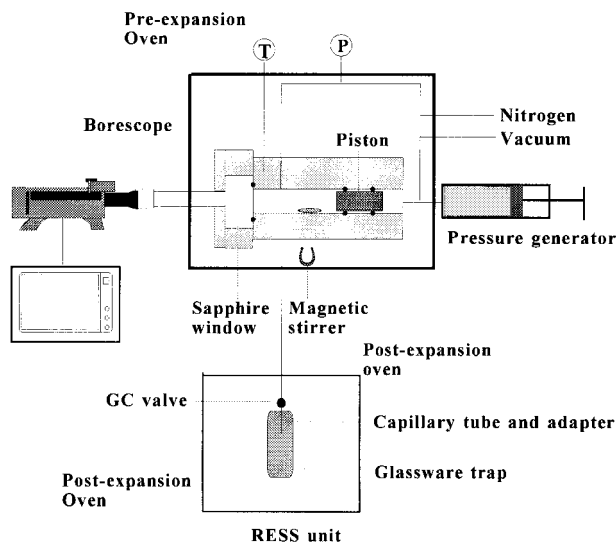 Pre-expansion
Oven
T
P
Borescope
Nitrogen
Piston
Vacuum
Pressure generator
Sapphire
window
Magnetic
stirrer
Post-expansion
oven
GC valve
Capillary tube and adapter
Post-expansion
Oven
Glassware trap
RESS unit